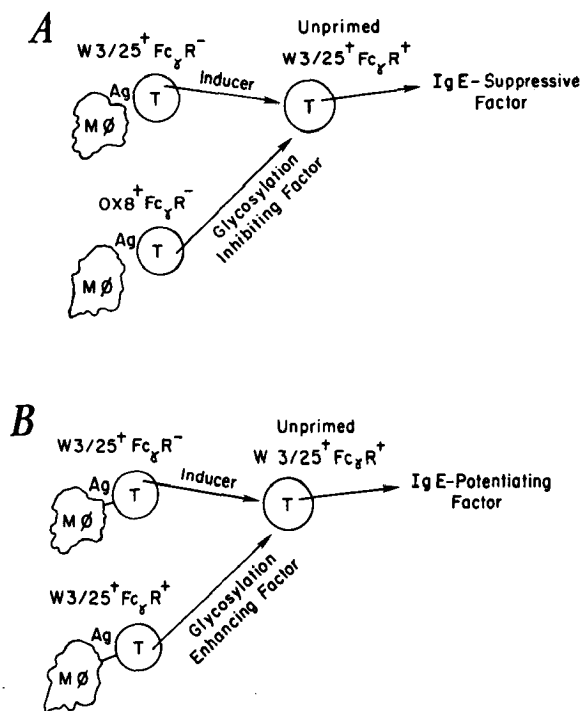 A
Unprimed
W3/25⁺ FcᵧR⁻
W3/25⁺ FcᵧR⁺
Inducer
Ag
T
MØ
T
IgE-Suppressive
Factor
OX8⁺ FcᵧR⁻
Ag
T
MØ
Glycosylation
Inhibiting Factor
B
Unprimed
W3/25⁺ FcᵧR⁻
W 3/25⁺ FcᵧR⁺
Inducer
Ag
T
MØ
T
IgE-Potentiating
Factor
W3/25⁺ FcᵧR⁺
Ag
T
MØ
Glycosylation
Enhancing Factor